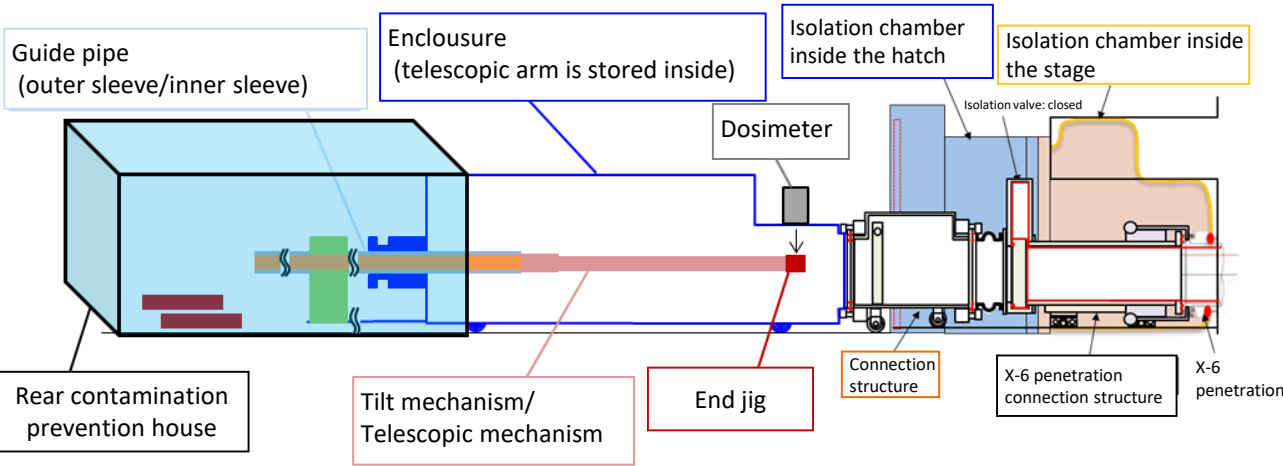 Guide pipe
(outer sleeve/inner sleeve)
Enclousure
(telescopic arm is stored inside)
Isolation chamber
inside the hatch
Isolation chamber inside
the stage
Isolation valve: closed
Dosimeter
Rear contamination
prevention house
Tilt mechanism/
Telescopic mechanism
End jig
Connection
structure
X-6 penetration
connection structure
X-6
penetration